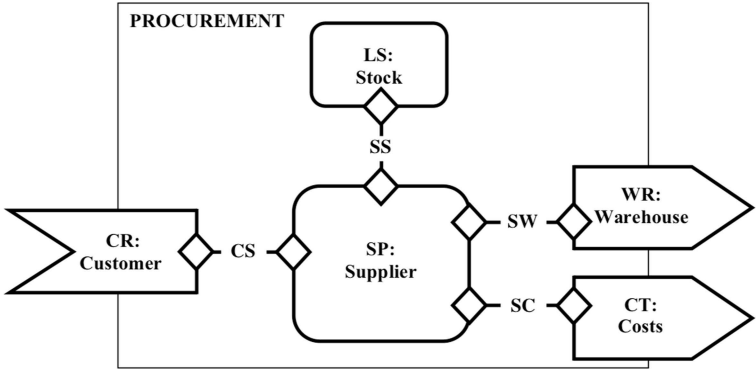 PROCUREMENT
LS:
Stock
SS
CR:
Customer
CS
SP:
Supplier
SW
WR:
Warehouse
SC
CT:
Costs